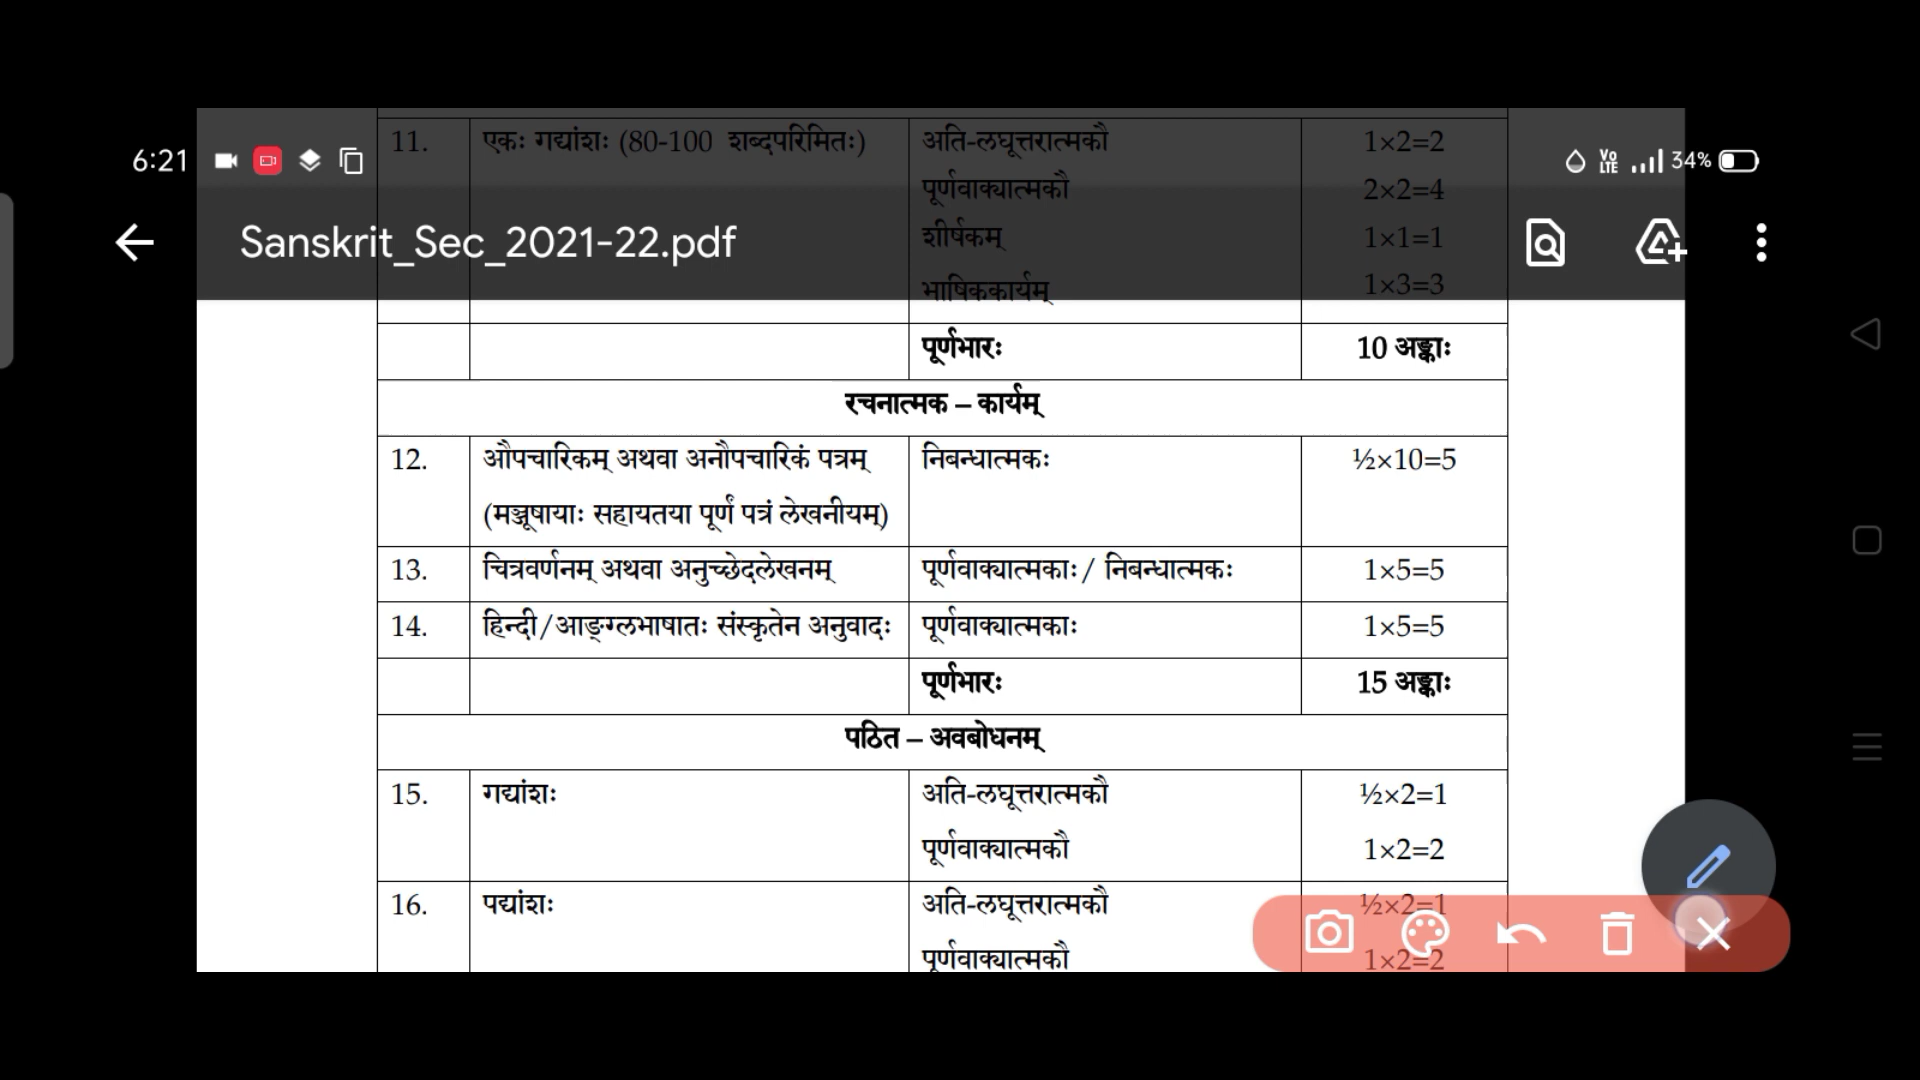 11. एकः गद्यांशः (80-100 शब्दपरिमितः) अति-लघूत्तरात्मकौ 1×2=2
6:21 Vo LTE 34%
पूर्णवाक्यात्मकौ 2×2=4
Sanskrit_Sec_2021-22.pdf
शीर्षकम् 1×1=1
भाषिककार्यम् 1×3=3
पूर्णभारः 10 अङ्काः
रचनात्मक – कार्यम्
12. औपचारिकम् अथवा अनौपचारिकं पत्रम् निबन्धात्मकः ½×10=5
(मञ्जूषायाः सहायतया पूर्णं पत्रं लेखनीयम्)
13. चित्रवर्णनम् अथवा अनुच्छेदलेखनम् पूर्णवाक्यात्मकाः / निबन्धात्मकः 1×5=5
14. हिन्दी/आङ्ग्लभाषातः संस्कृतेन अनुवादः पूर्णवाक्यात्मकाः 1×5=5
पूर्णभारः 15 अङ्काः
पठित – अवबोधनम्
15. गद्यांशः अति-लघूत्तरात्मकौ ½×2=1
पूर्णवाक्यात्मकौ 1×2=2
16. पद्यांशः अति-लघूत्तरात्मकौ ½×2=1
पूर्णवाक्यात्मकौ 1×2=2